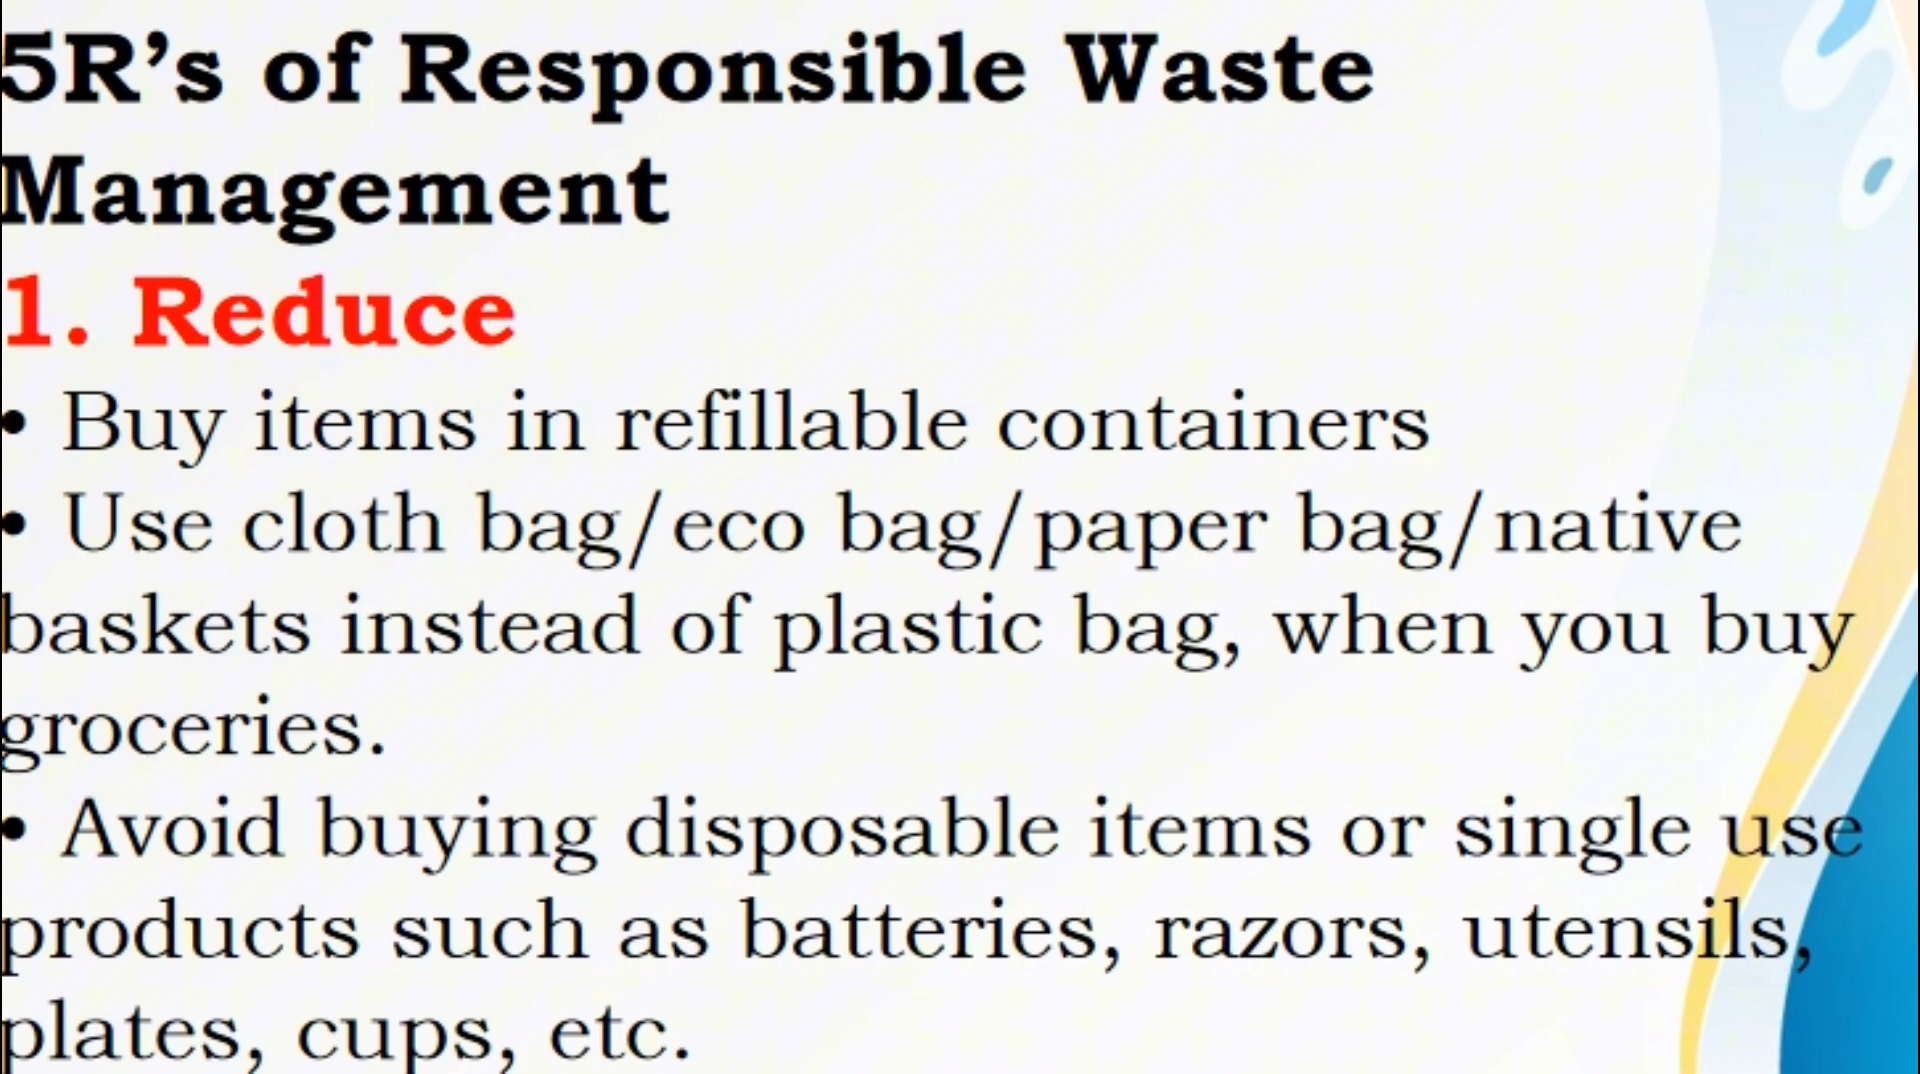 5R’s of Responsible Waste
Management
1. Reduce
• Buy items in refillable containers
• Use cloth bag/eco bag/paper bag/native
baskets instead of plastic bag, when you buy
groceries.
• Avoid buying disposable items or single use
products such as batteries, razors, utensils,
plates, cups, etc.